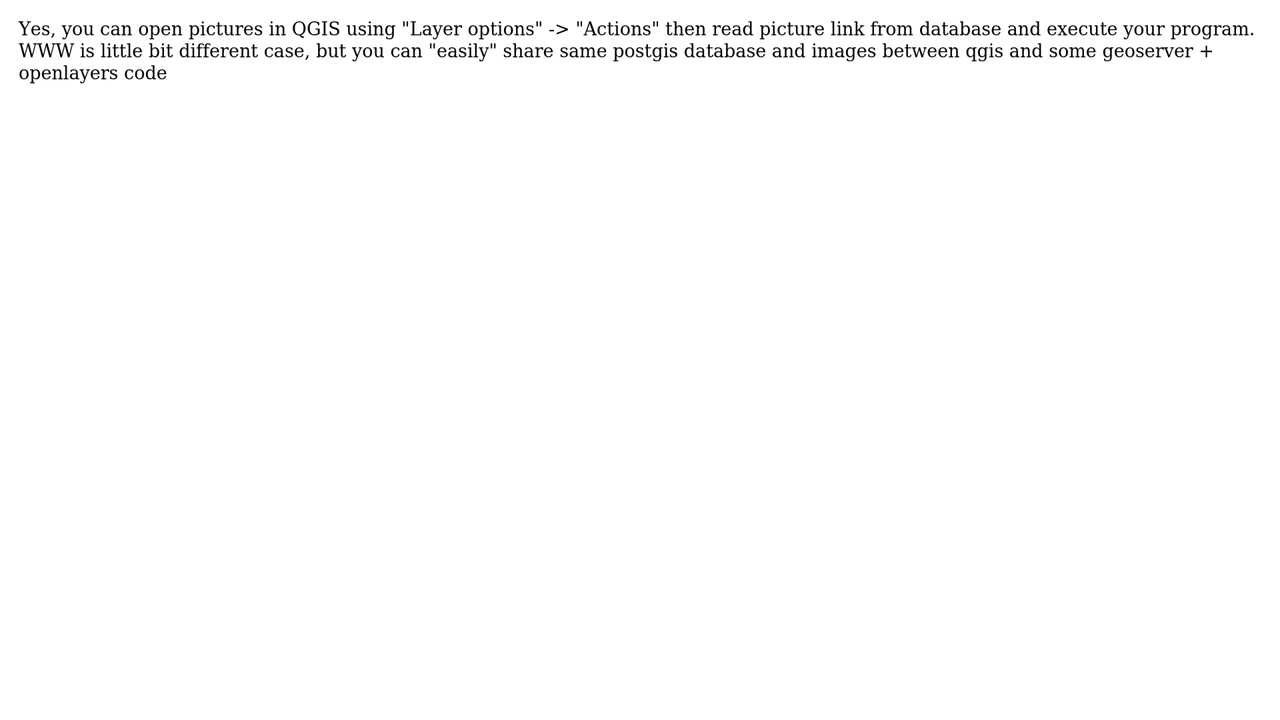 Yes, you can open pictures in QGIS using "Layer options" -> "Actions" then read picture link from database and execute your program.
WWW is little bit different case, but you can "easily" share same postgis database and images between qgis and some geoserver +
openlayers code